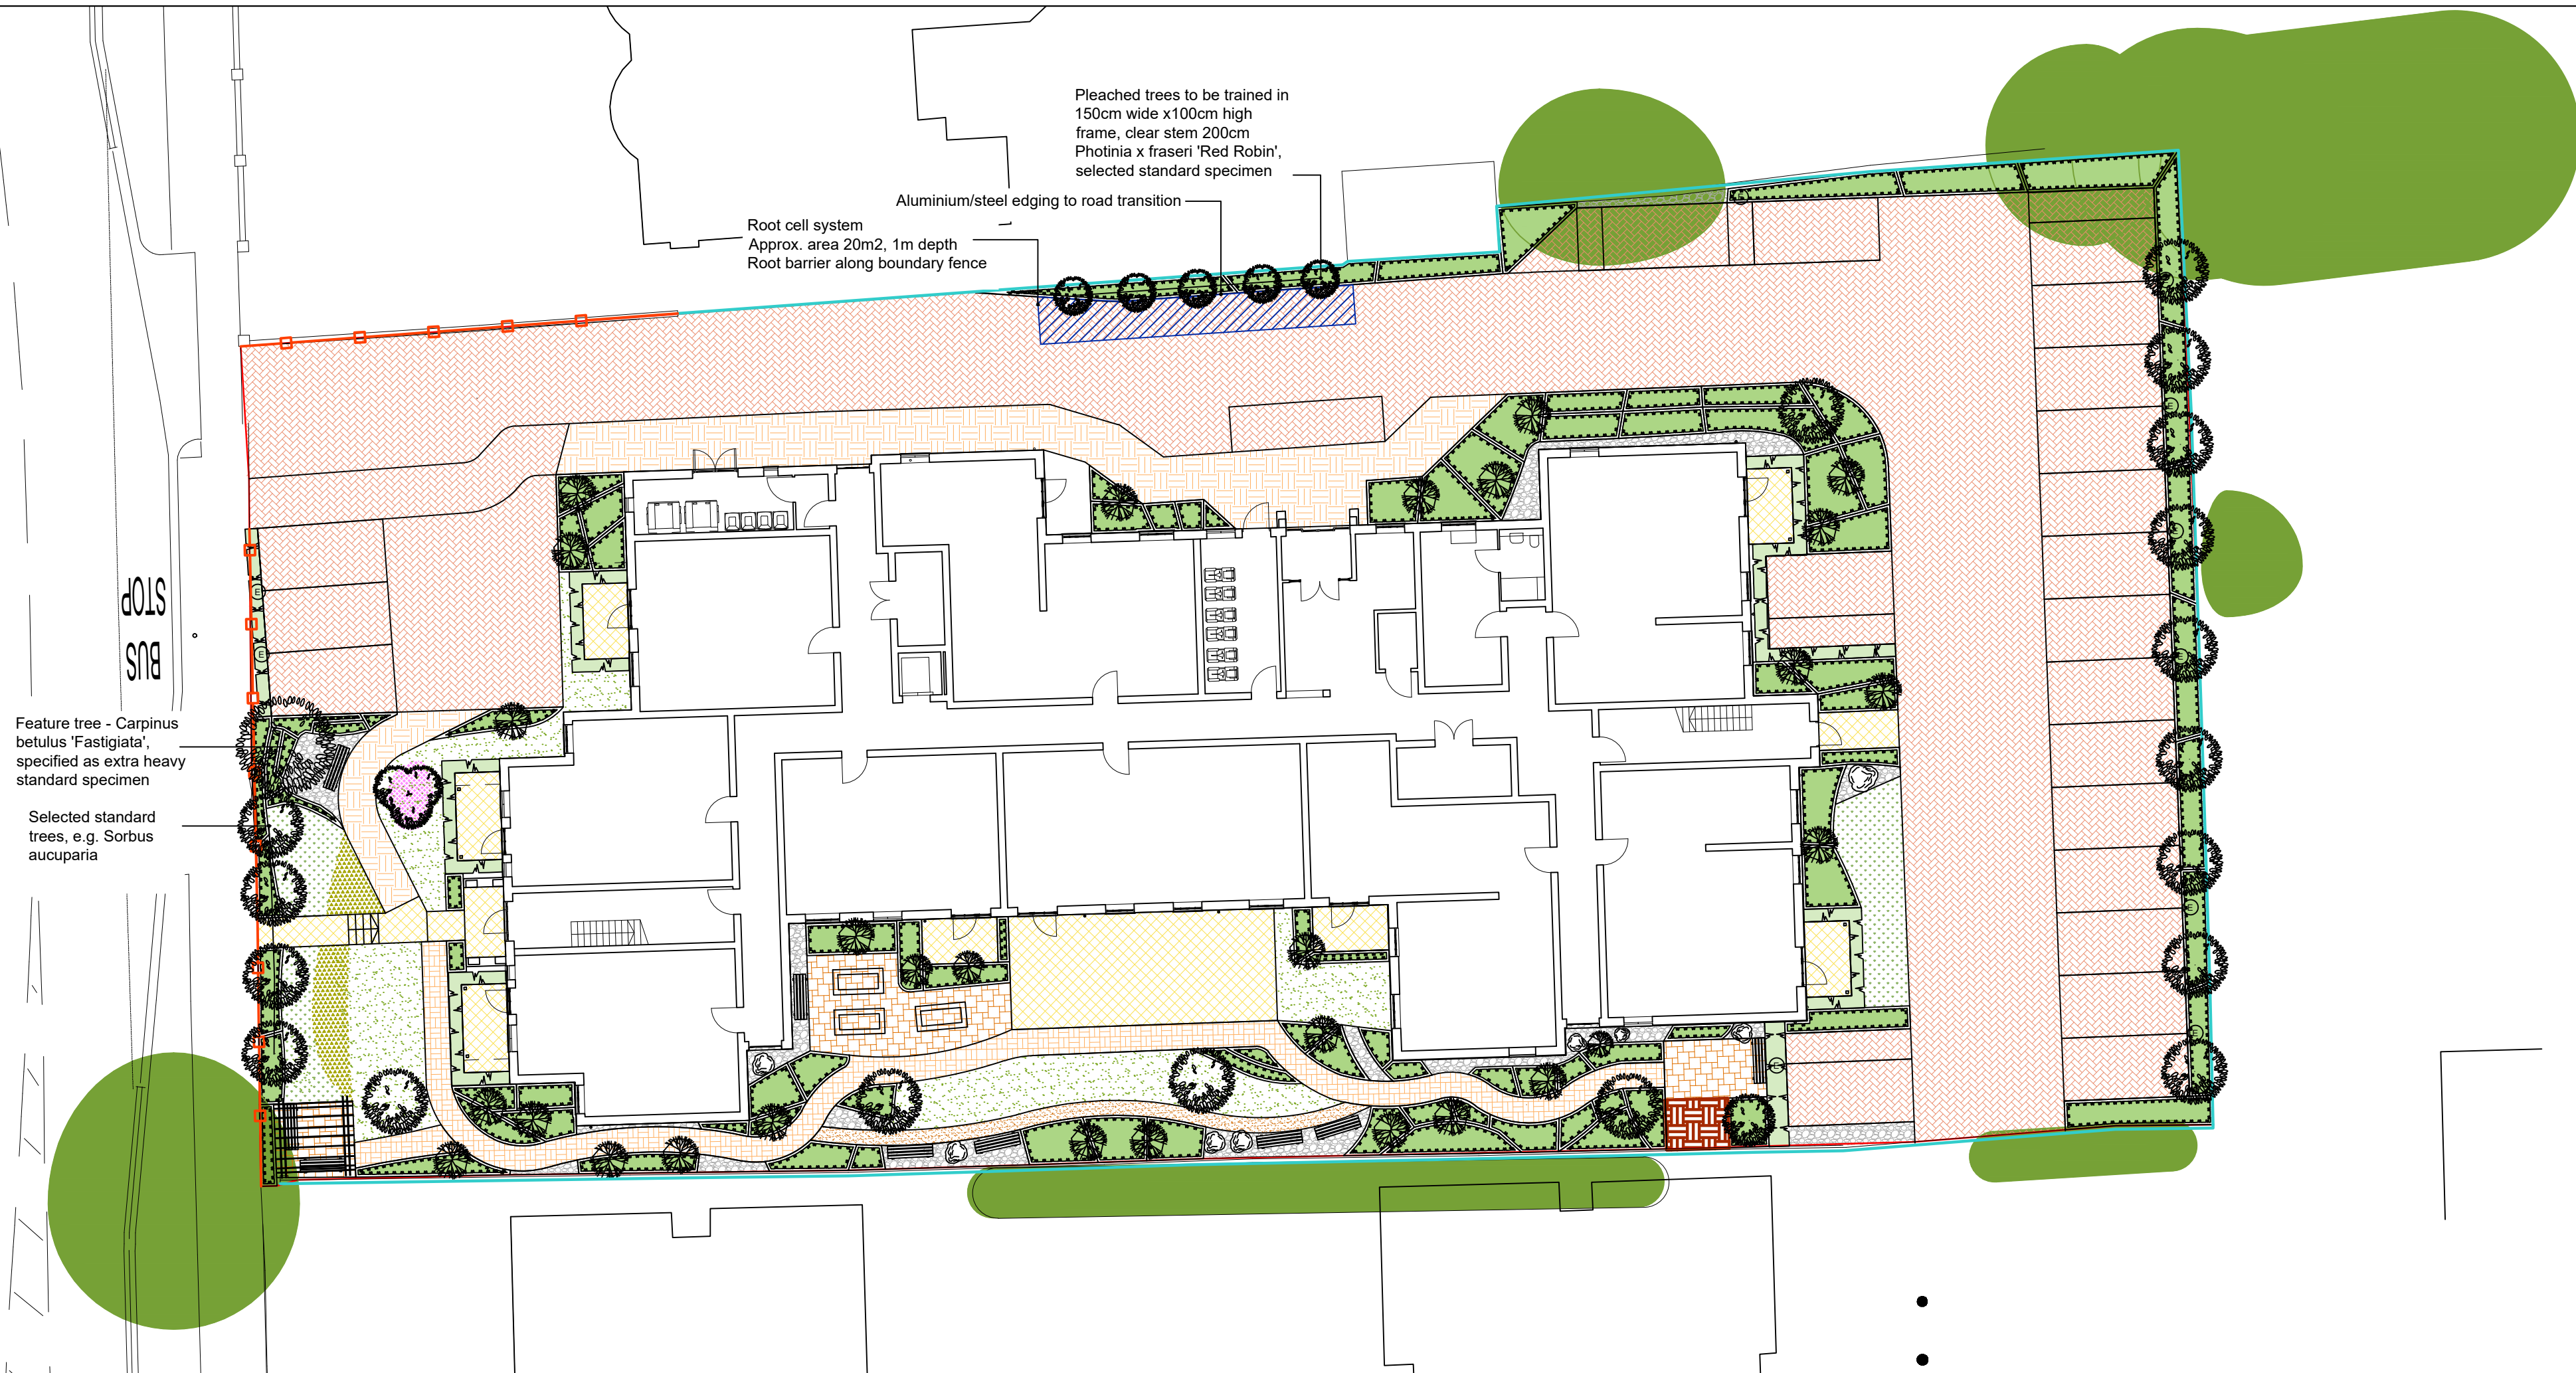 Pleached trees to be trained in
150cm wide x100cm high
frame, clear stem 200cm
Photinia x fraseri 'Red Robin',
selected standard specimen
Aluminium/steel edging to road transition
Root cell system
Approx. area 20m2, 1m depth
Root barrier along boundary fence
BUS
STOP
Feature tree - Carpinus
betulus 'Fastigiata',
specified as extra heavy
standard specimen
Selected standard
trees, e.g. Sorbus
aucuparia
E
E
E
E
E
E
E
E
E
E